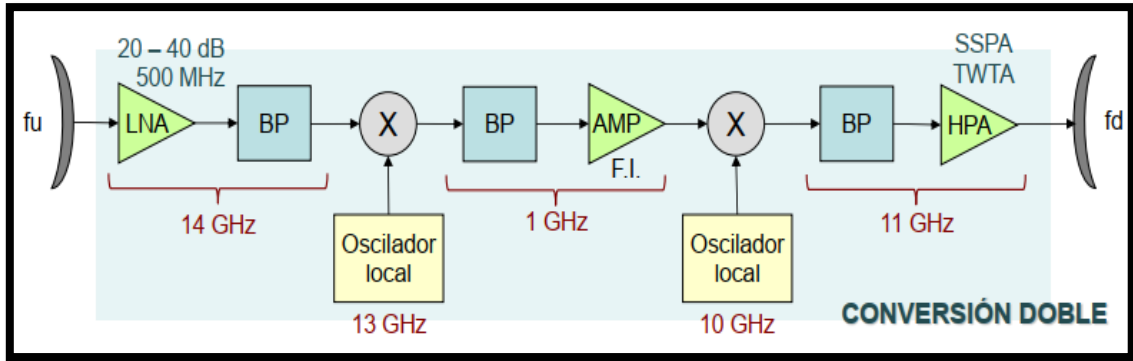 20 – 40 dB
500 MHz
SSPA
TWTA
fu
LNA
BP
X
BP
AMP
F.I.
X
BP
HPA
fd
14 GHz
1 GHz
11 GHz
Oscilador
local
Oscilador
local
13 GHz
10 GHz
CONVERSIÓN DOBLE